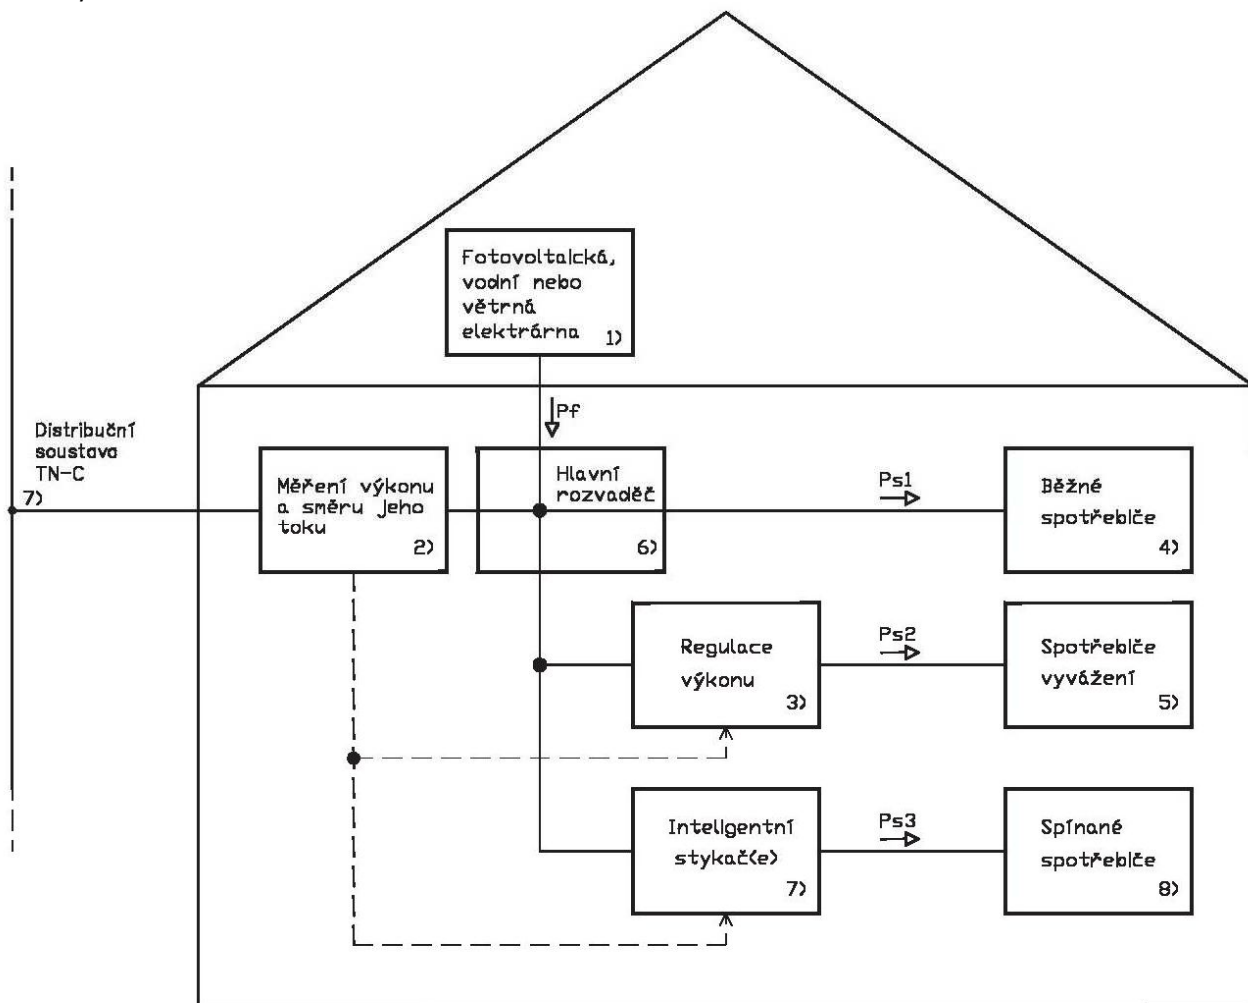 Fotovoltaická,
vodní nebo
větrná
elektrárna
1)
Pf
Distribuční
soustava
TN-C
7)
Měření výkonu
a směru jeho
toku
2)
Hlavní
rozvaděč
6)
Ps1
Běžné
spotřebiče
4)
Regulace
výkonu
3)
Ps2
Spotřebiče
vyvážení
5)
Inteligentní
stykač(e)
7)
Ps3
Spínané
spotřebiče
8)